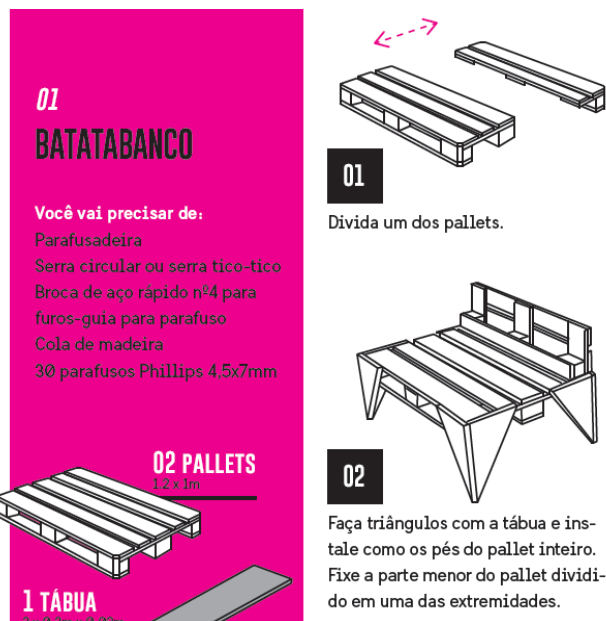 01
BATATABANCO
Você vai precisar de:
Parafusadeira
Serra circular ou serra tico-tico
Broca de aço rápido nº4 para
furos-guia para parafuso
Cola de madeira
30 parafusos Phillips 4,5x7mm
02 PALLETS
1,2 x 1m
1 TÁBUA
01
Divida um dos pallets.
02
Faça triângulos com a tábua e ins-
tale como os pés do pallet inteiro.
Fixe a parte menor do pallet dividi-
do em uma das extremidades.